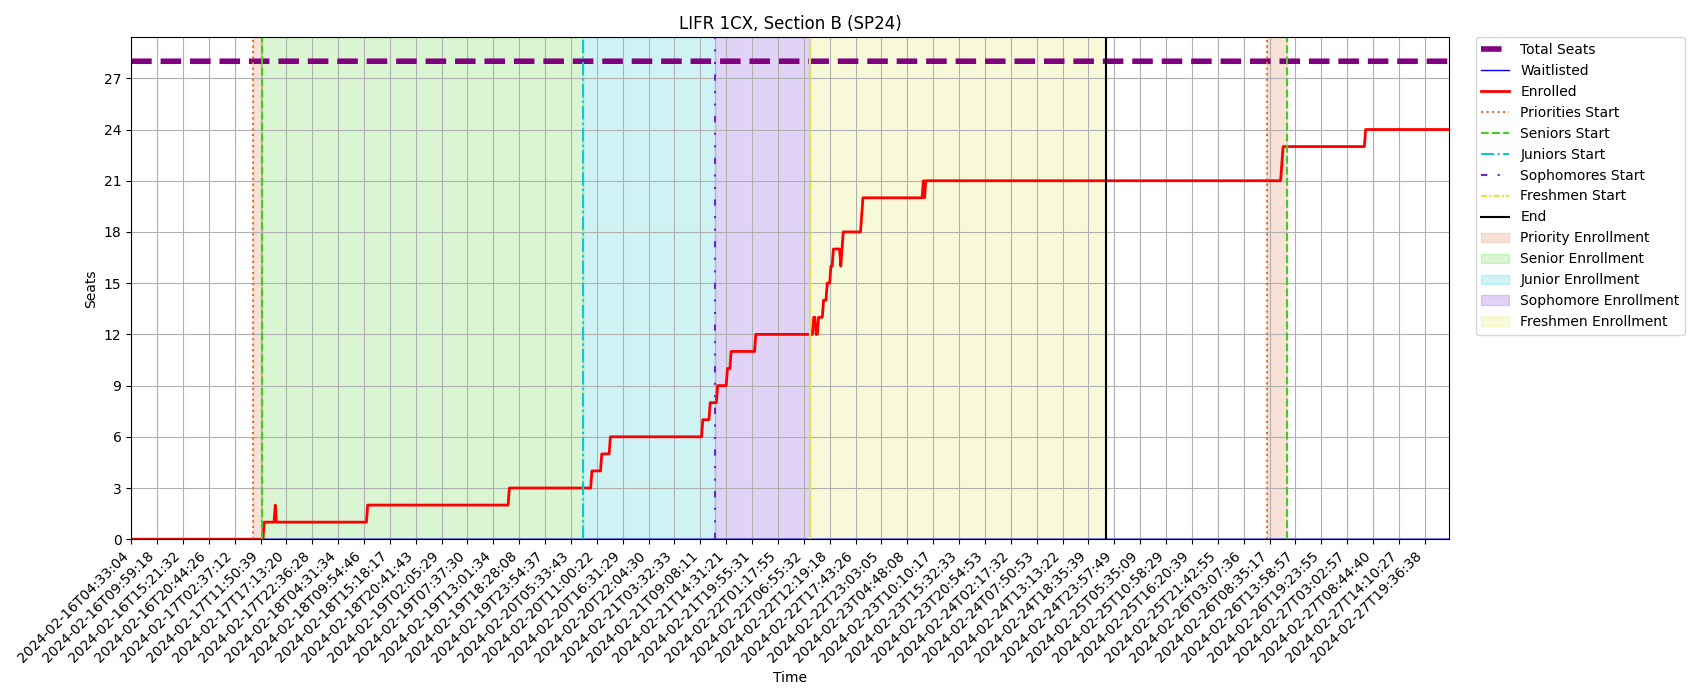 LIFR 1CX, Section B (SP24)
Total Seats
Waitlisted
Enrolled
Priorities Start
Seniors Start
Juniors Start
Sophomores Start
Freshmen Start
End
Priority Enrollment
Senior Enrollment
Junior Enrollment
Sophomore Enrollment
Freshmen Enrollment
Seats
27
24
21
18
15
12
9
6
3
0
2024-02-16T04:33:04
2024-02-16T09:59:18
2024-02-16T15:21:32
2024-02-16T20:44:26
2024-02-17T02:37:12
2024-02-17T11:50:39
2024-02-17T17:13:20
2024-02-17T22:36:28
2024-02-18T04:31:34
2024-02-18T09:54:46
2024-02-18T15:18:17
2024-02-18T20:41:43
2024-02-19T02:05:29
2024-02-19T07:37:30
2024-02-19T13:01:34
2024-02-19T18:28:08
2024-02-19T23:54:37
2024-02-20T05:33:43
2024-02-20T11:00:22
2024-02-20T16:31:29
2024-02-20T22:04:30
2024-02-21T03:32:33
2024-02-21T09:08:11
2024-02-21T14:31:21
2024-02-21T19:55:31
2024-02-22T01:17:55
2024-02-22T06:55:32
2024-02-22T12:19:18
2024-02-22T17:43:26
2024-02-22T23:03:05
2024-02-23T04:48:08
2024-02-23T10:10:17
2024-02-23T15:32:33
2024-02-23T20:54:53
2024-02-24T02:17:32
2024-02-24T07:50:53
2024-02-24T13:13:22
2024-02-24T18:35:39
2024-02-24T23:57:49
2024-02-25T05:35:09
2024-02-25T10:58:29
2024-02-25T16:20:39
2024-02-25T21:42:55
2024-02-26T03:07:36
2024-02-26T08:35:17
2024-02-26T13:58:57
2024-02-26T19:23:55
2024-02-27T03:02:57
2024-02-27T08:44:40
2024-02-27T14:10:27
2024-02-27T19:36:38
Time